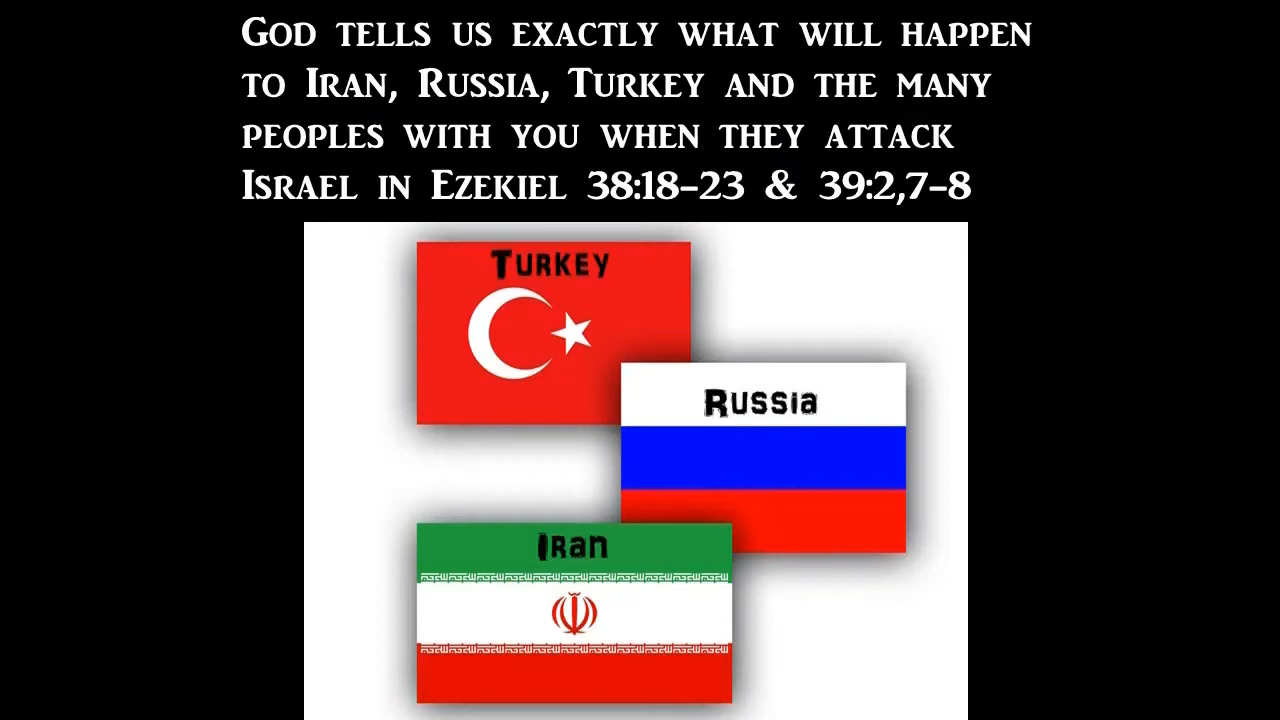 God tells us exactly what will happen
to Iran, Russia, Turkey and the many
peoples with you when they attack
Israel in Ezekiel 38:18-23 & 39:2,7-8
Turkey
Russia
Iran